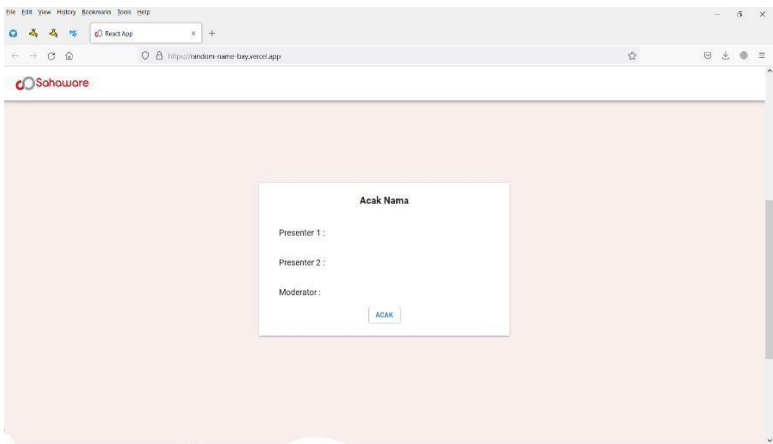 File Edit View History Bookmarks Tools Help
React App
https://random-name-bay.vercel.app
Sahaware
Acak Nama
Presenter 1 :
Presenter 2 :
Moderator :
ACAK